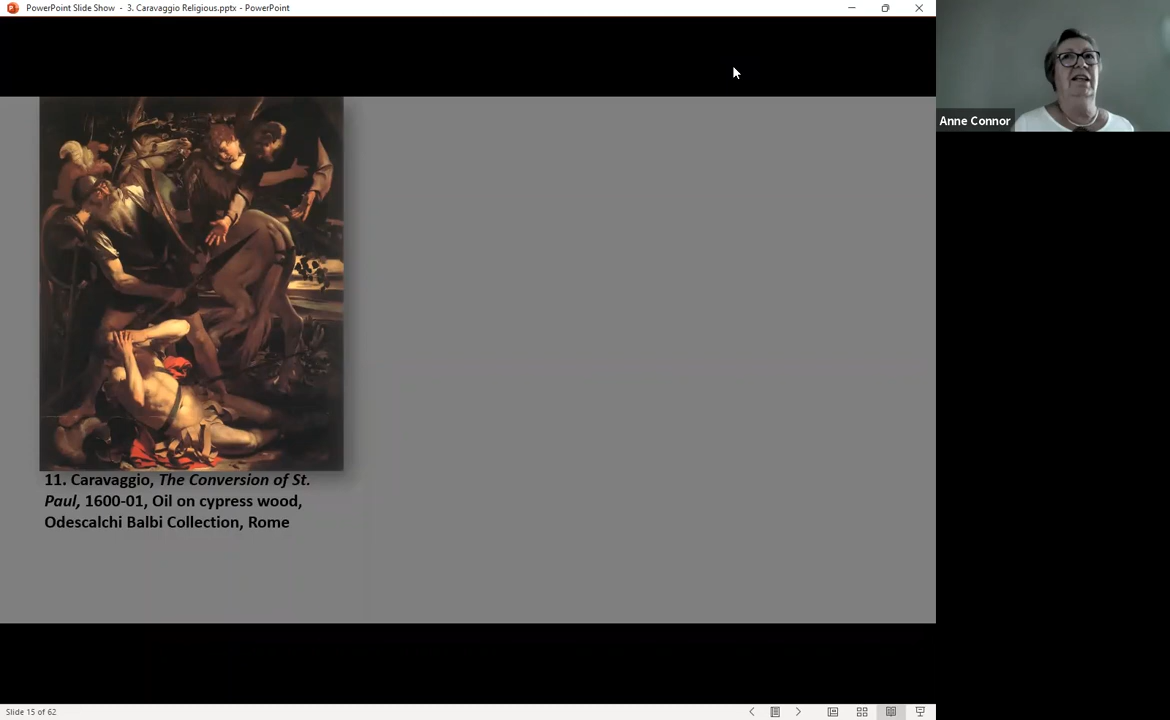 PowerPoint Slide Show - 3. Caravaggio Religious.pptx - PowerPoint
Anne Connor
11. Caravaggio, The Conversion of St.
Paul, 1600-01, Oil on cypress wood,
Odescalchi Balbi Collection, Rome
Slide 15 of 62